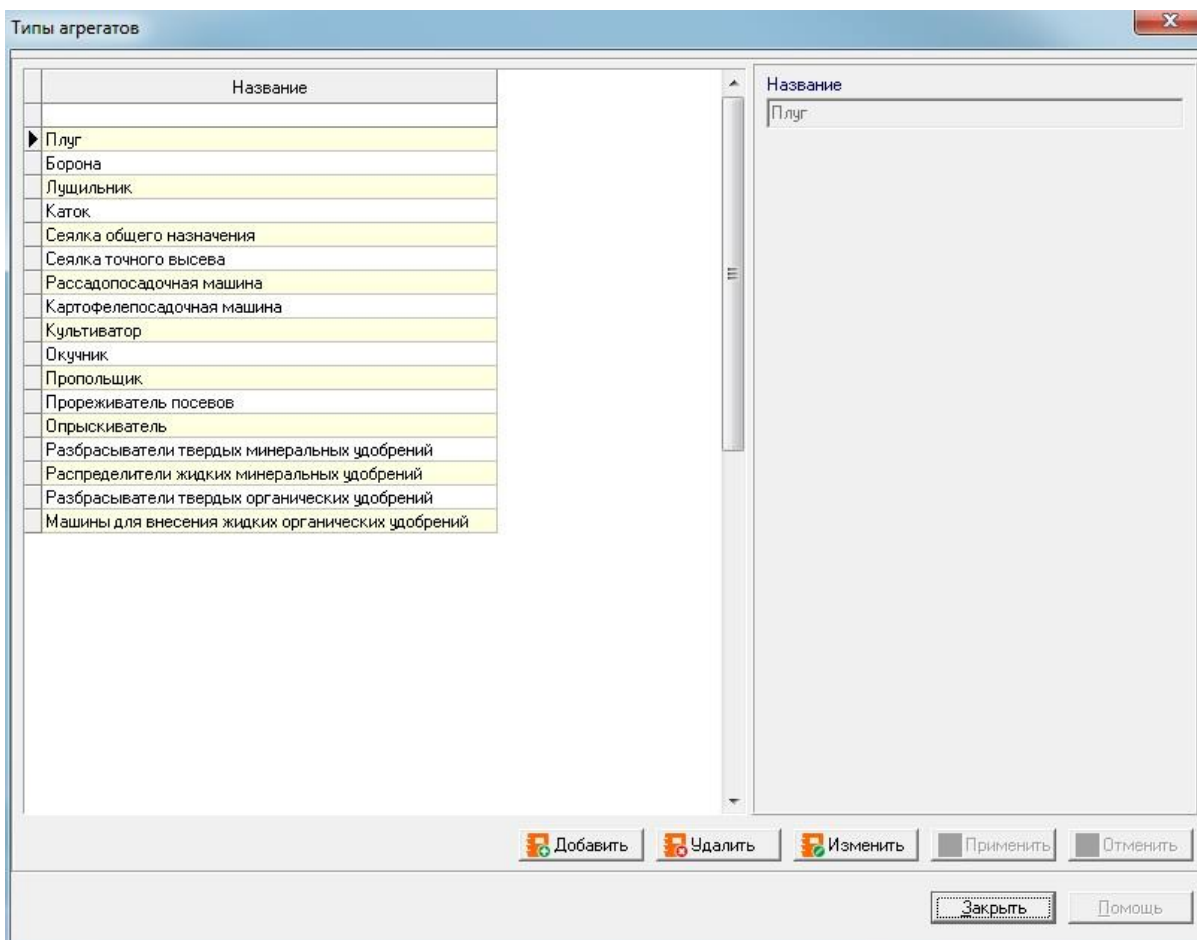 Типы агрегатов
Название
Плуг
Борона
Лущильник
Каток
Сеялка общего назначения
Сеялка точного высева
Рассадопосадочная машина
Картофелепосадочная машина
Культиватор
Окучник
Пропольщик
Прореживатель посевов
Опрыскиватель
Разбрасыватели твердых минеральных удобрений
Распределители жидких минеральных удобрений
Разбрасыватели твердых органических удобрений
Машины для внесения жидких органических удобрений
Название
Плуг
Добавить
Удалить
Изменить
Применить
Отменить
Закрыть
Помощь